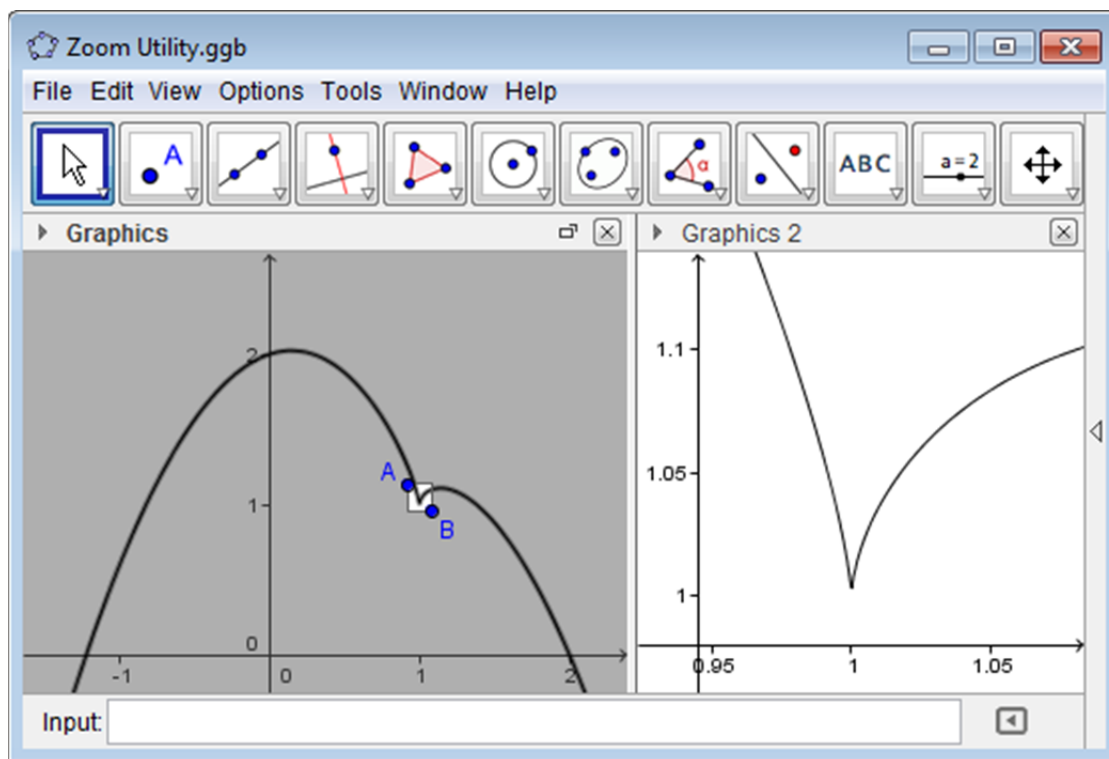 Zoom Utility.ggb
File Edit View Options Tools Window Help
A
α
ABC
a=2
Graphics
Graphics 2
2
1
0
-1
0
1
2
A
B
1.1
1.05
1
0.95
1
1.05
Input: